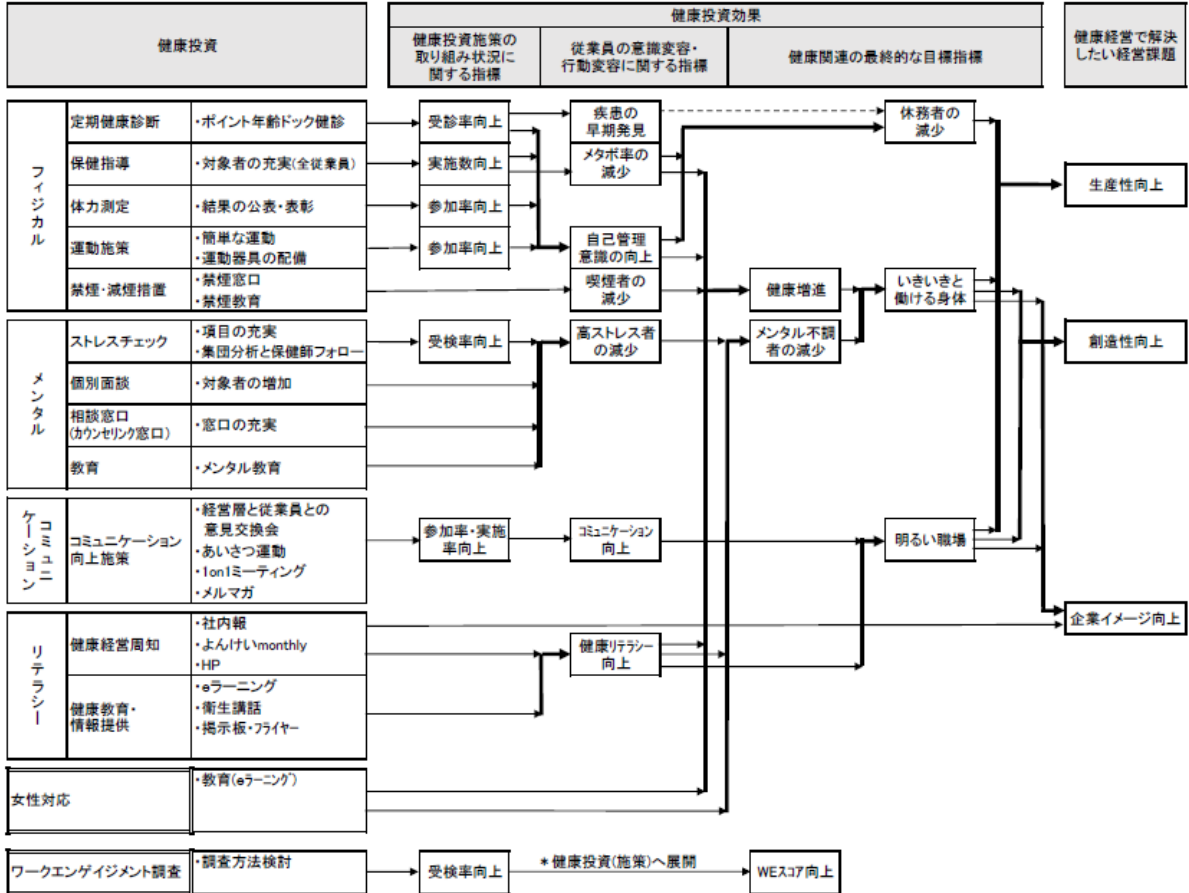 健康投資
健康投資効果
健康投資施策の
取り組み状況に
関する指標
従業員の意識変容・
行動変容に関する指標
健康関連の最終的な目標指標
健康経営で解決
したい経営課題
フィジカル
定期健康診断
・ポイント年齢ドック健診
受診率向上
疾患の
早期発見
休務者の
減少
保健指導
・対象者の充実(全従業員)
実施数向上
メタボ率の
減少
生産性向上
体力測定
・結果の公表・表彰
参加率向上
運動施策
・簡単な運動
・運動器具の配備
参加率向上
自己管理
意識の向上
禁煙・減煙措置
・禁煙窓口
・禁煙教育
喫煙者の
減少
健康増進
いきいきと
働ける身体
メンタル
ストレスチェック
・項目の充実
・集団分析と保健師フォロー
受検率向上
高ストレス者
の減少
メンタル不調
者の減少
創造性向上
個別面談
・対象者の増加
相談窓口
(カウンセリング窓口)
・窓口の充実
教育
・メンタル教育
コミュニ
ケーション
コミュニケーション
向上施策
・経営層と従業員との
意見交換会
・あいさつ運動
・1on1ミーティング
・メルマガ
参加率・実施
率向上
コミュニケーション
向上
明るい職場
企業イメージ向上
リテラシー
健康経営周知
・社内報
・よんけいmonthly
・HP
健康リテラシー
向上
健康教育・
情報提供
・eラーニング
・衛生講話
・掲示板・フライヤー
女性対応
・教育(eラーニング)
ワークエンゲイジメント調査
・調査方法検討
受検率向上
＊健康投資(施策)へ展開
WEスコア向上